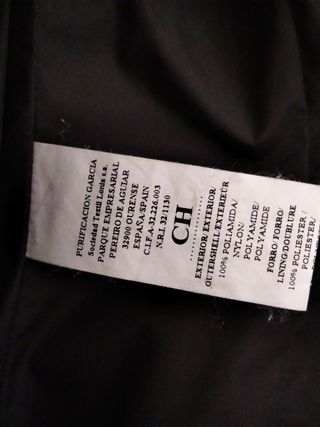 PURIFICACION GARCIA
Sociedad Textil Lonia s.a.
PARQUE EMPRESARIAL
PEREIRO DE AGUIAR
32900 OURENSE
ESPAÑA/SPAIN
C.I.F.A-32.226.003
N.R.I. 32/1130
CH
EXTERIOR/EXTERIOR
OUTERSHELL/EXTERIEUR
100% POLIAMIDA/
NYLON/
POLYAMIDE/
POLYAMIDE
FORRO/FORRO/
LINING/DOUBLURE
100% POLIESTER/
POLIESTER/